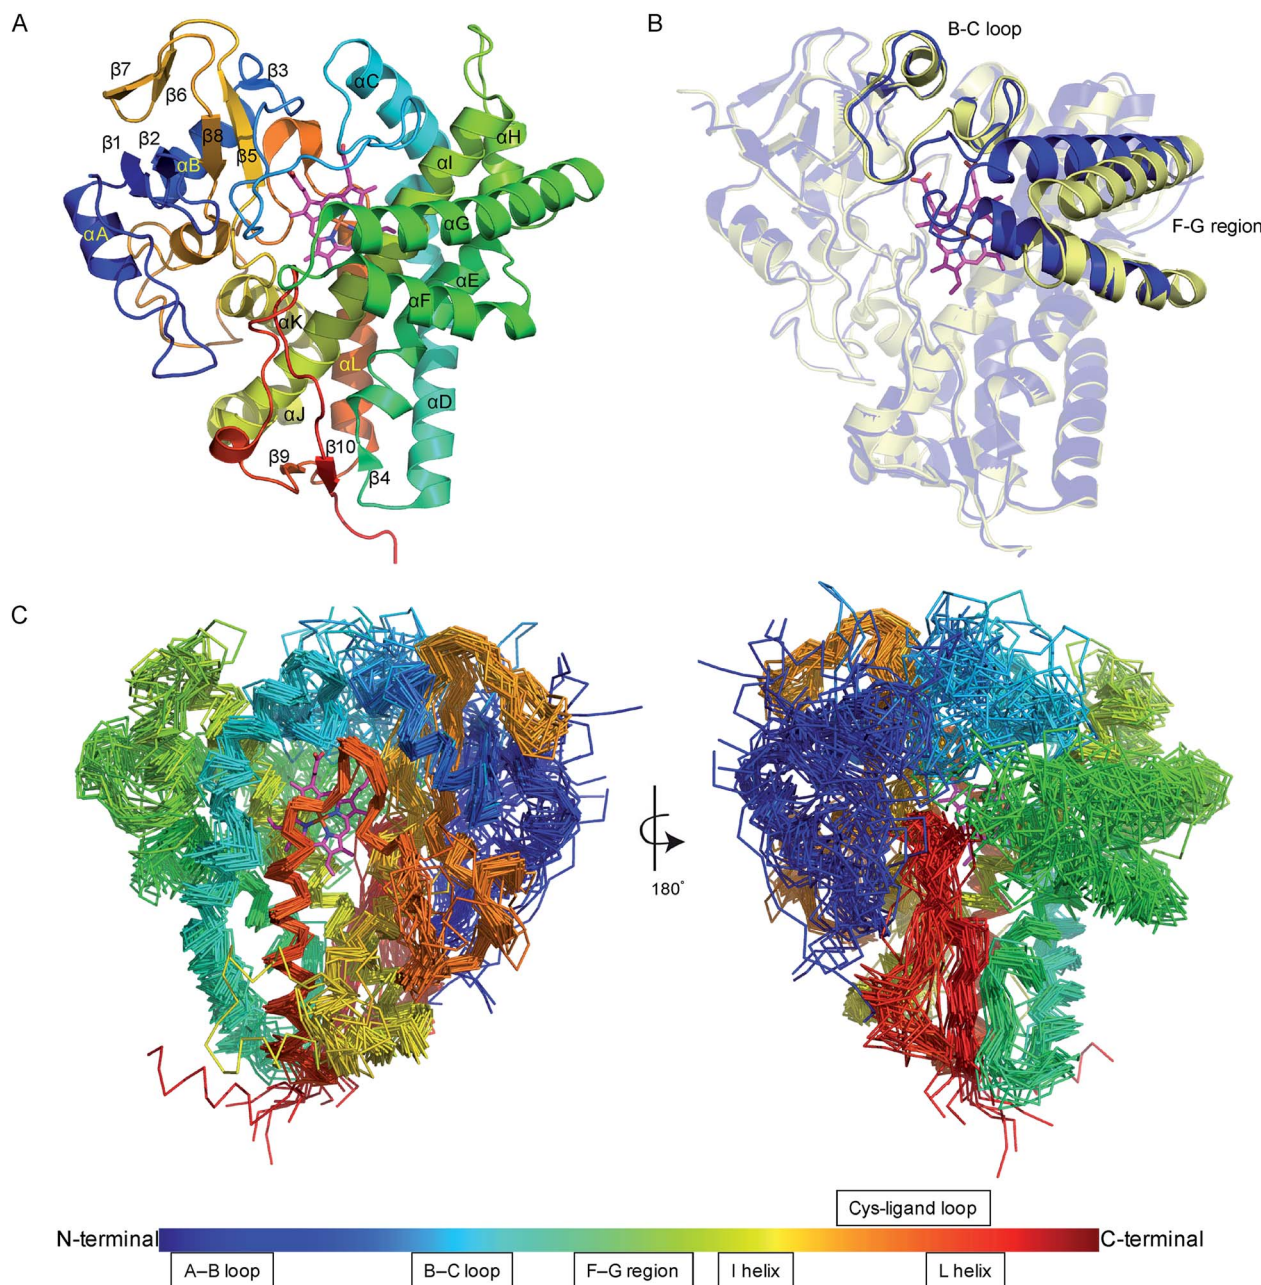 A
β7
β6
β3
αC
β1
β2
αB
β8
β5
αH
αI
αA
αG
αE
αF
αK
αL
αJ
αD
β9
β10
β4
B
B-C loop
F-G region
C
180°
Cys-ligand loop
N-terminal
C-terminal
A–B loop
B–C loop
F–G region
I helix
L helix